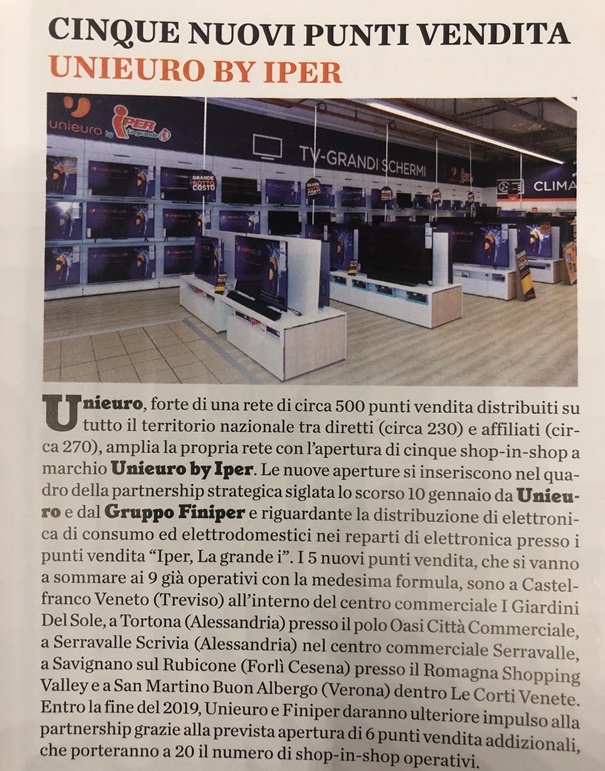 CINQUE NUOVI PUNTI VENDITA
UNIEURO BY IPER
unieuro by IPER La grande i
TV-GRANDI SCHERMI
CLIMA
GRANDE
SOTTO
COSTO
Unieuro, forte di una rete di circa 500 punti vendita distribuiti su
tutto il territorio nazionale tra diretti (circa 230) e affiliati (cir-
ca 270), amplia la propria rete con l'apertura di cinque shop-in-shop a
marchio Unieuro by Iper. Le nuove aperture si inseriscono nel qua-
dro della partnership strategica siglata lo scorso 10 gennaio da Unieu-
ro e dal Gruppo Finiper e riguardante la distribuzione di elettroni-
ca di consumo ed elettrodomestici nei reparti di elettronica presso i
punti vendita “Iper, La grande i”. I 5 nuovi punti vendita, che si vanno
a sommare ai 9 già operativi con la medesima formula, sono a Castel-
franco Veneto (Treviso) all'interno del centro commerciale I Giardini
Del Sole, a Tortona (Alessandria) presso il polo Oasi Città Commerciale,
a Serravalle Scrivia (Alessandria) nel centro commerciale Serravalle,
a Savignano sul Rubicone (Forlì Cesena) presso il Romagna Shopping
Valley e a San Martino Buon Albergo (Verona) dentro Le Corti Venete.
Entro la fine del 2019, Unieuro e Finiper daranno ulteriore impulso alla
partnership grazie alla prevista apertura di 6 punti vendita addizionali,
che porteranno a 20 il numero di shop-in-shop operativi.